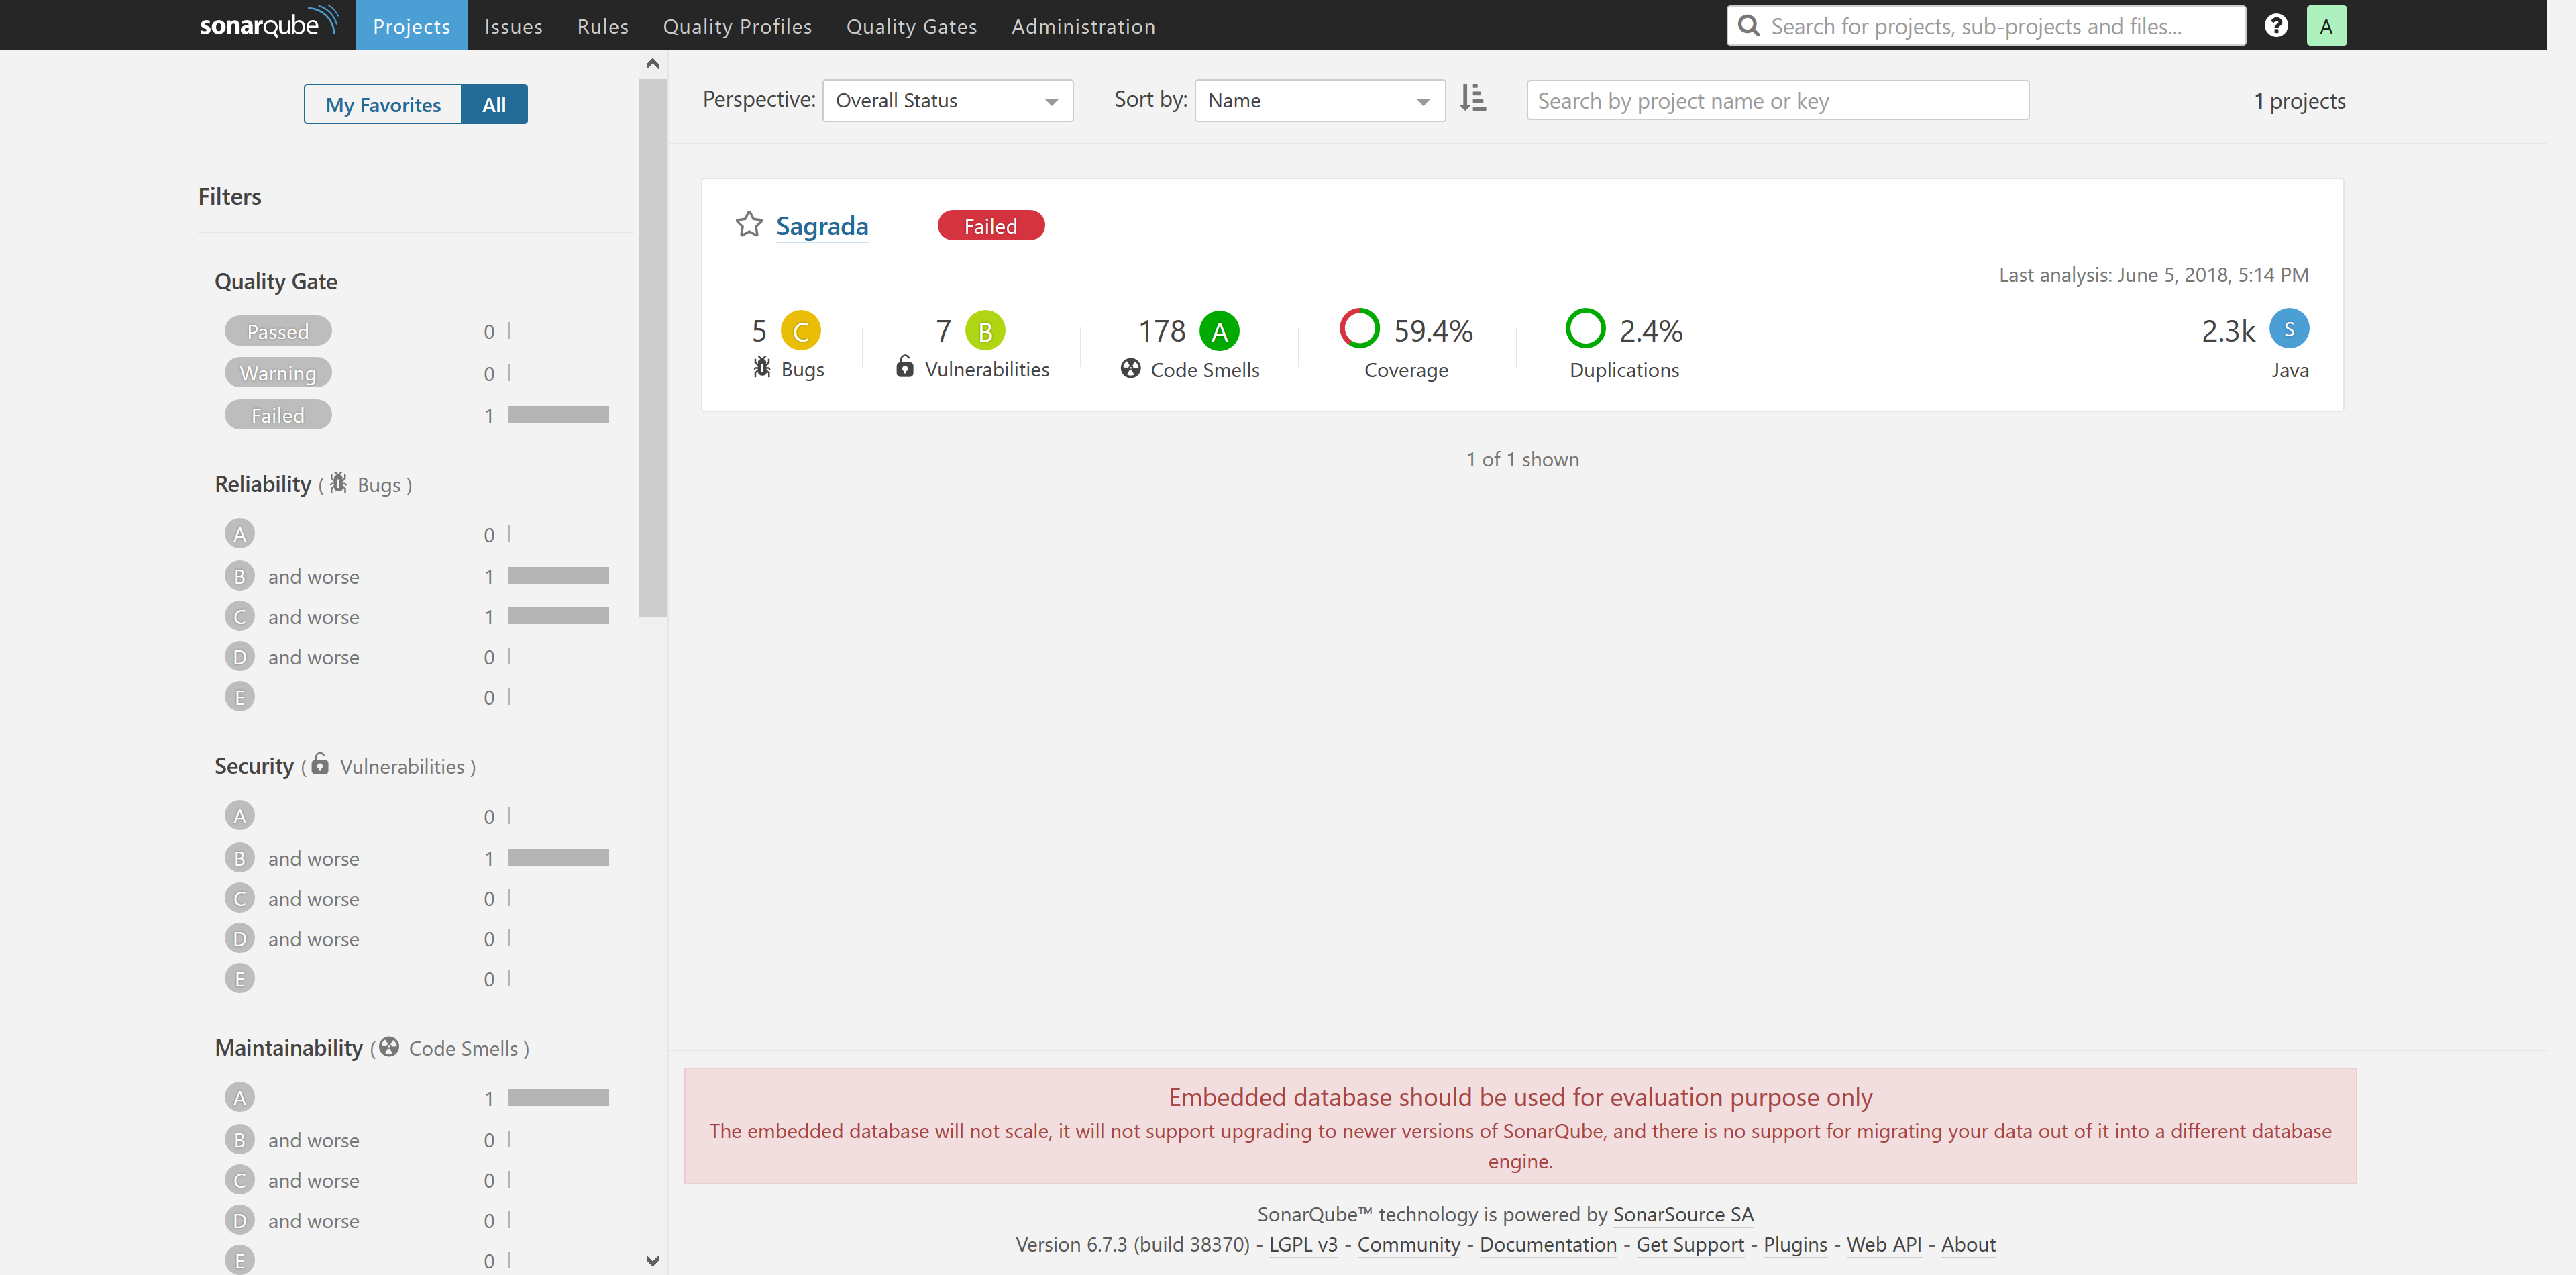 sonarqube Projects Issues Rules Quality Profiles Quality Gates Administration Search for projects, sub-projects and files... ? A
My Favorites All
Filters
Quality Gate
Passed 0
Warning 0
Failed 1
Reliability ( Bugs )
A 0
B and worse 1
C and worse 1
D and worse 0
E 0
Security ( Vulnerabilities )
A 0
B and worse 1
C and worse 0
D and worse 0
E 0
Maintainability ( Code Smells )
A 1
B and worse 0
C and worse 0
D and worse 0
E 0
Perspective: Overall Status Sort by: Name Search by project name or key 1 projects
Sagrada Failed
Last analysis: June 5, 2018, 5:14 PM
5 C 7 B 178 A 59.4% 2.4% 2.3k S
Bugs Vulnerabilities Code Smells Coverage Duplications Java
1 of 1 shown
Embedded database should be used for evaluation purpose only
The embedded database will not scale, it will not support upgrading to newer versions of SonarQube, and there is no support for migrating your data out of it into a different database
engine.
SonarQube™ technology is powered by SonarSource SA
Version 6.7.3 (build 38370) - LGPL v3 - Community - Documentation - Get Support - Plugins - Web API - About